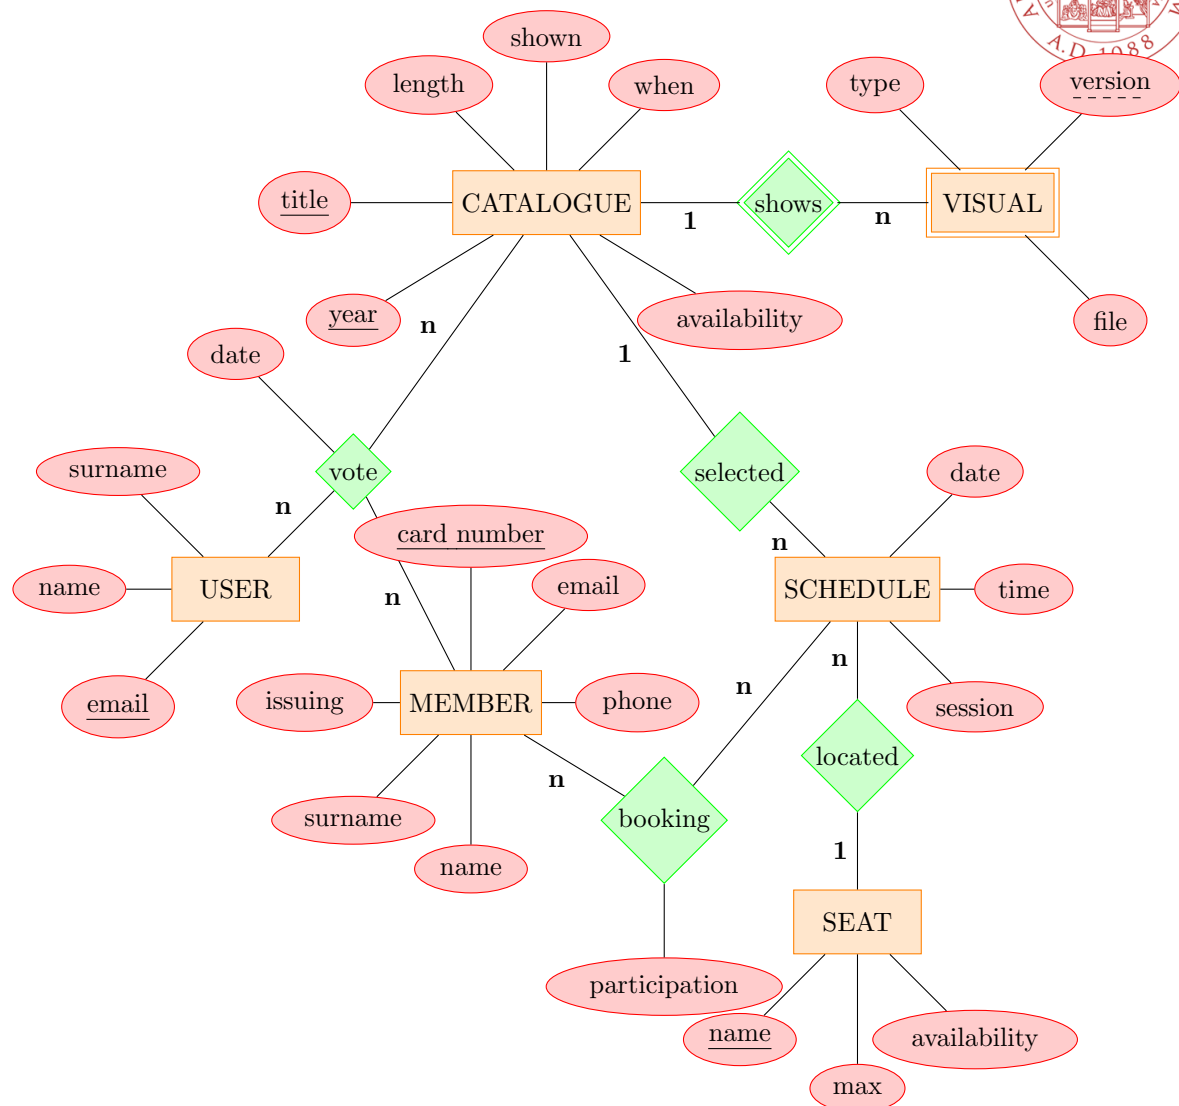 shown
length
when
type
version
title
CATALOGUE
shows
VISUAL
1
n
year
n
availability
file
date
1
surname
vote
selected
date
n
card number
n
name
USER
email
SCHEDULE
time
n
email
issuing
MEMBER
phone
n
n
session
located
n
surname
booking
name
1
SEAT
participation
name
availability
max
A.D. 1088